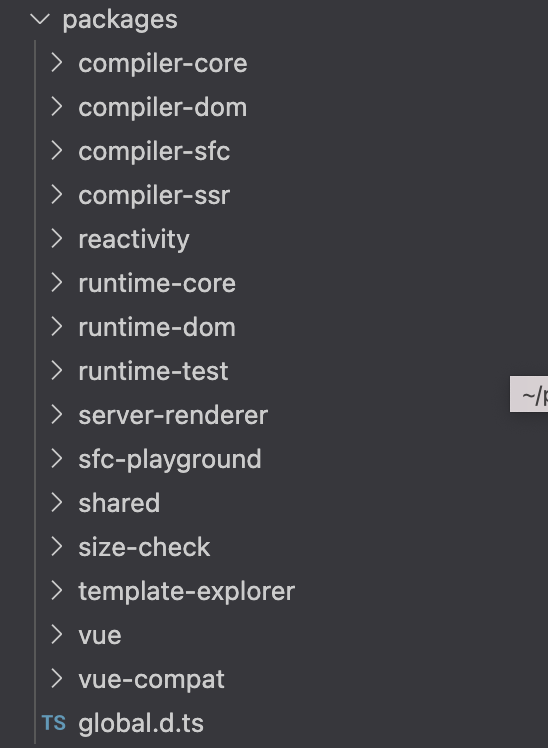 packages
compiler-core
compiler-dom
compiler-sfc
compiler-ssr
reactivity
runtime-core
runtime-dom
runtime-test
~/p
server-renderer
sfc-playground
shared
size-check
template-explorer
vue
vue-compat
TS global.d.ts